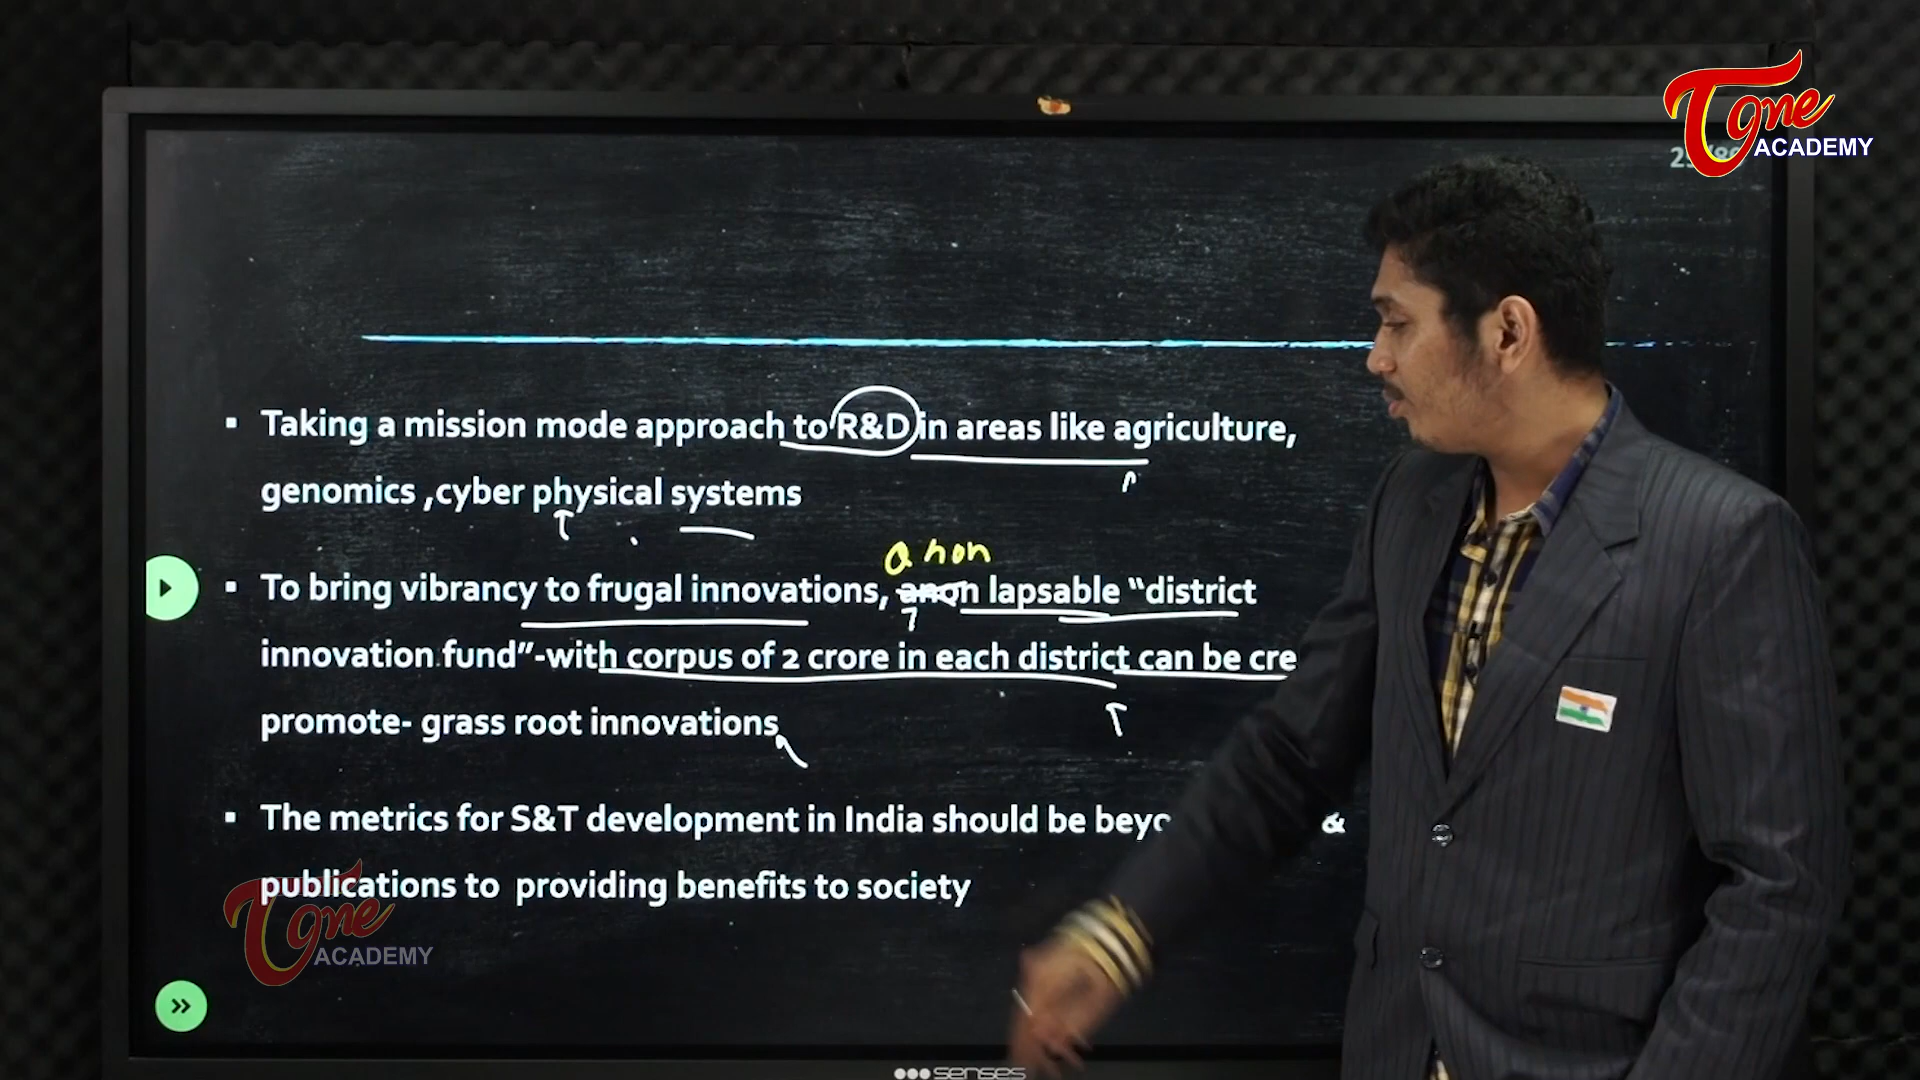 Tone
ACADEMY
Taking a mission mode approach to R&D in areas like agriculture,
genomics ,cyber physical systems
a non
To bring vibrancy to frugal innovations, anon lapsable “district
innovation fund”-with corpus of 2 crore in each district can be cre
promote- grass root innovations
The metrics for S&T development in India should be beyo &
publications to providing benefits to society
Tone
ACADEMY
senses